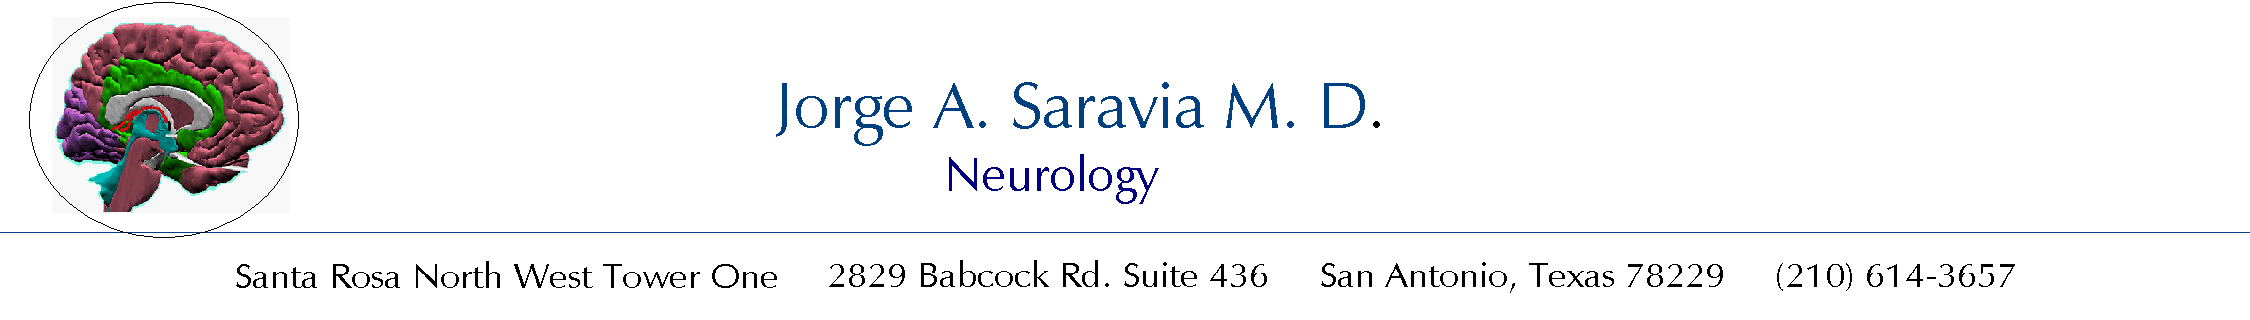 Jorge A. Saravia M. D.
Neurology
Santa Rosa North West Tower One 2829 Babcock Rd. Suite 436 San Antonio, Texas 78229 (210) 614-3657